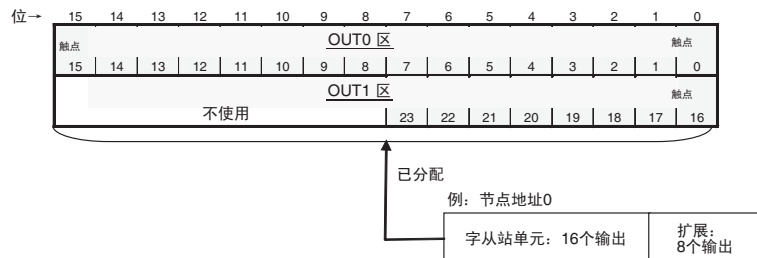 位→ 15 14 13 12 11 10 9 8 7 6 5 4 3 2 1 0
OUT0 区
触点 触点
15 14 13 12 11 10 9 8 7 6 5 4 3 2 1 0
OUT1 区
触点
不使用 23 22 21 20 19 18 17 16
已分配
例：节点地址0
字从站单元：16个输出
扩展：
8个输出